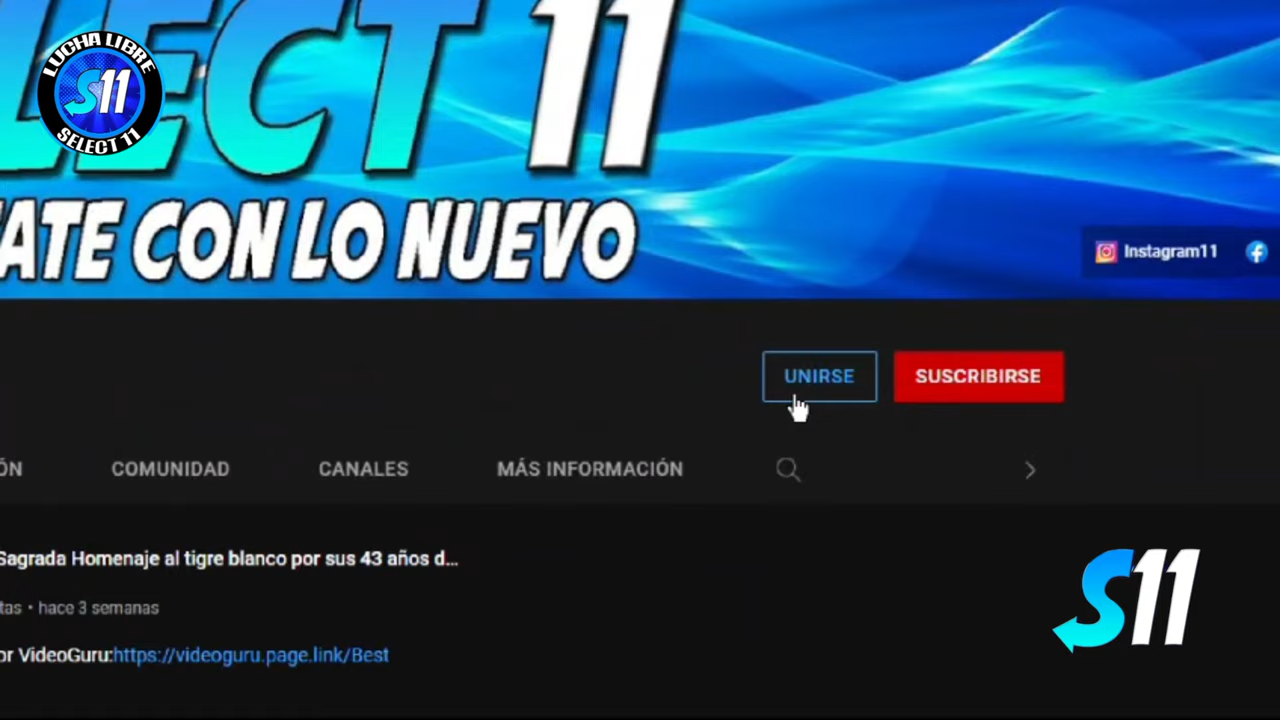 LECT 11
LUCHA LIBRE
S11
SELECT 11
ATE CON LO NUEVO
Instagram11
UNIRSE
SUSCRIBIRSE
ÓN
COMUNIDAD
CANALES
MÁS INFORMACIÓN
Sagrada Homenaje al tigre blanco por sus 43 años d...
tas • hace 3 semanas
or VideoGuru:https://videoguru.page.link/Best
S11